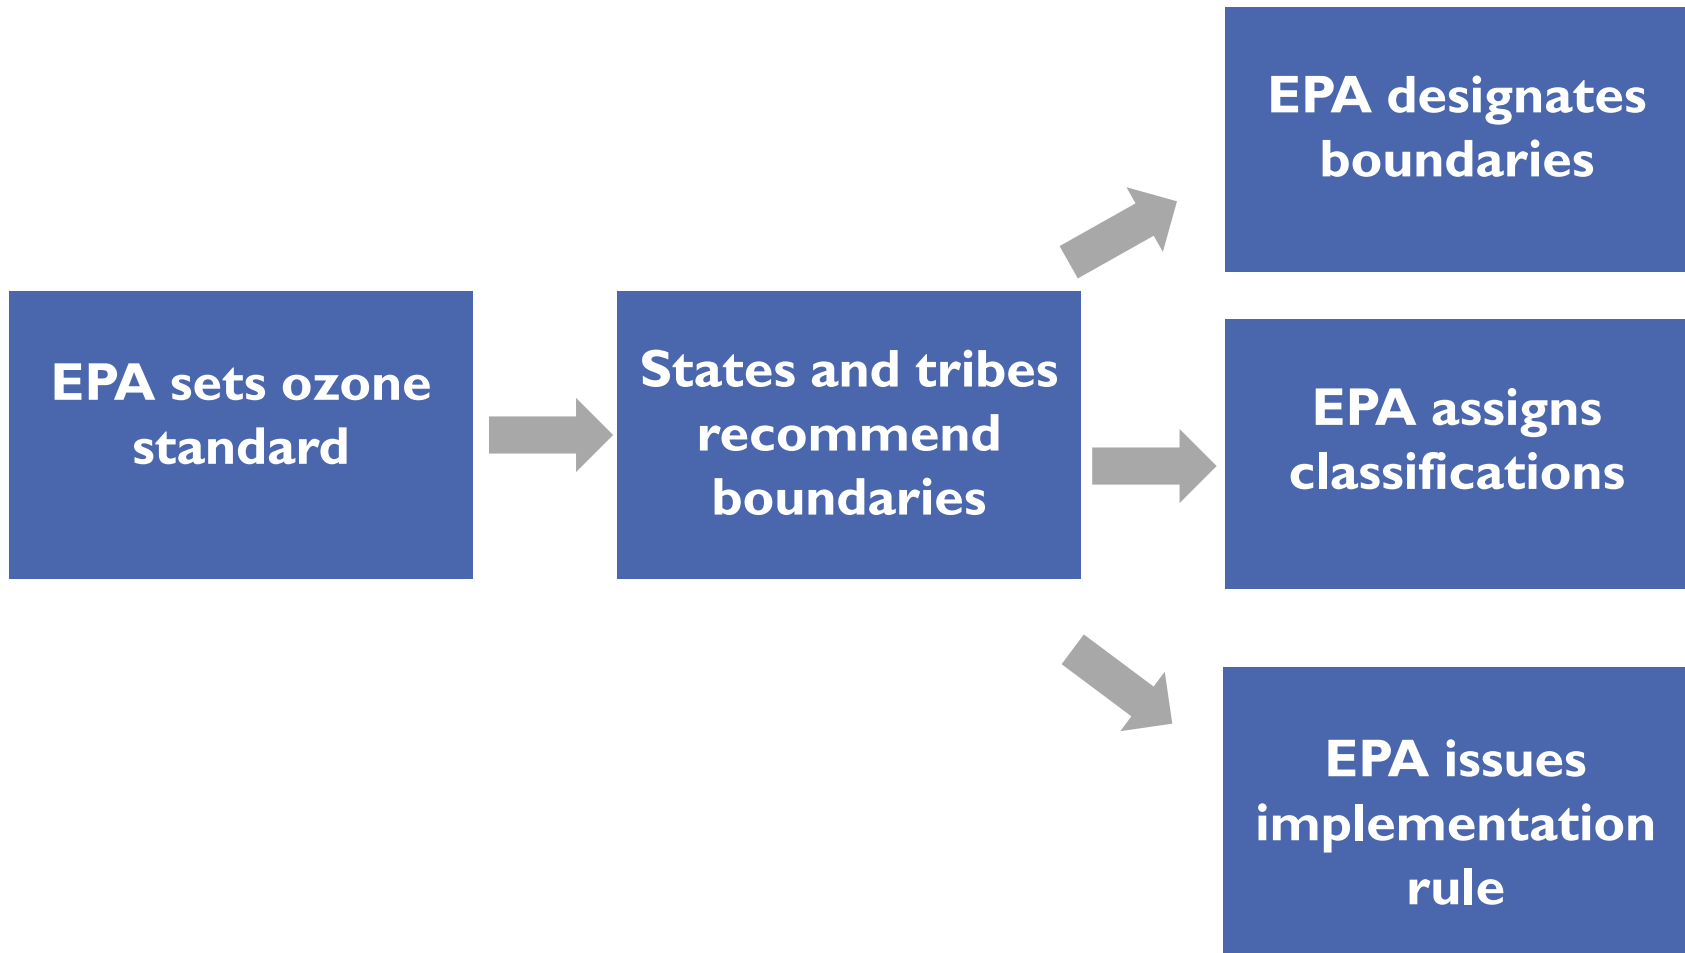 EPA sets ozone
standard
States and tribes
recommend
boundaries
EPA designates
boundaries
EPA assigns
classifications
EPA issues
implementation
rule